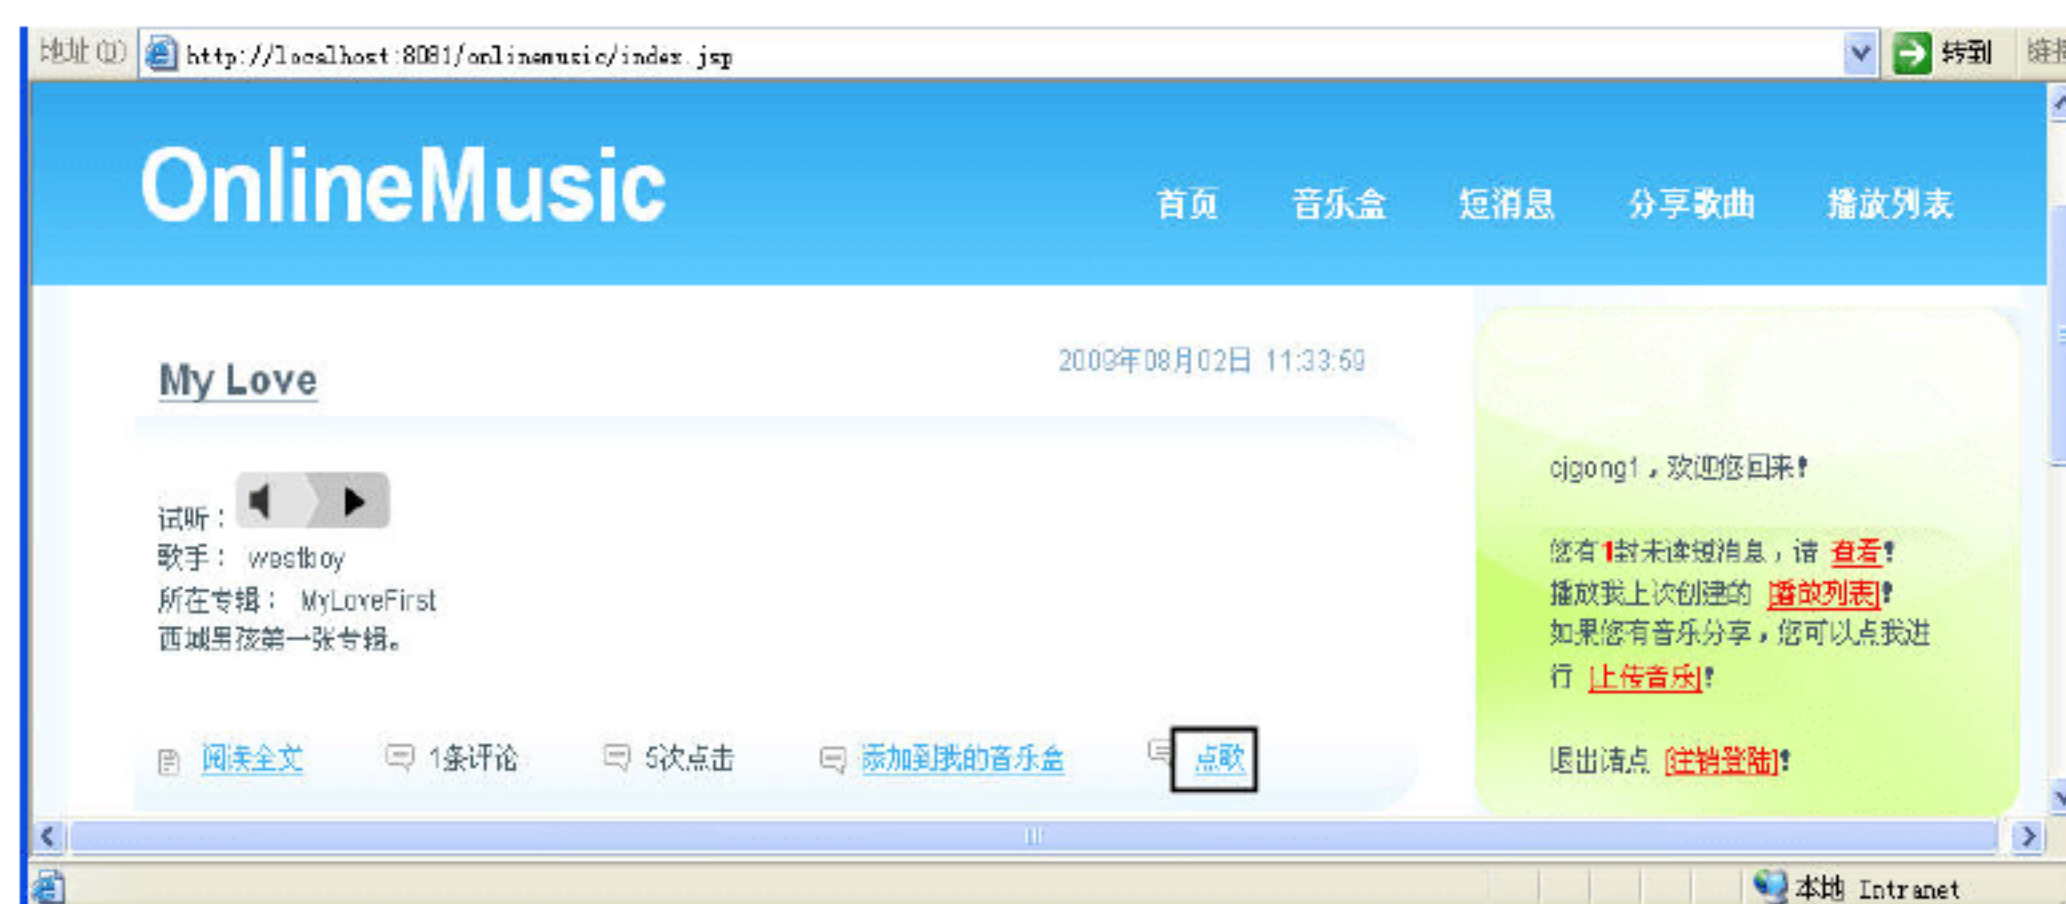 地址(D) http://localhost:8081/onlinemusic/index.jsp 转到
OnlineMusic
首页 音乐盒 短消息 分享歌曲 播放列表
My Love
2009年08月02日 11:33:59
试听：
歌手： westboy
所在专辑： MyLoveFirst
西城男孩第一张专辑。
阅读全文 1条评论 5次点击 添加到我的音乐盒 点歌
cjgong1，欢迎您回来!
您有1封未读短消息，请 查看!
播放我上次创建的 [播放列表]!
如果您有音乐分享，您可以点我进
行 [上传音乐]!
退出请点 [注销登陆]!
本地 Intranet